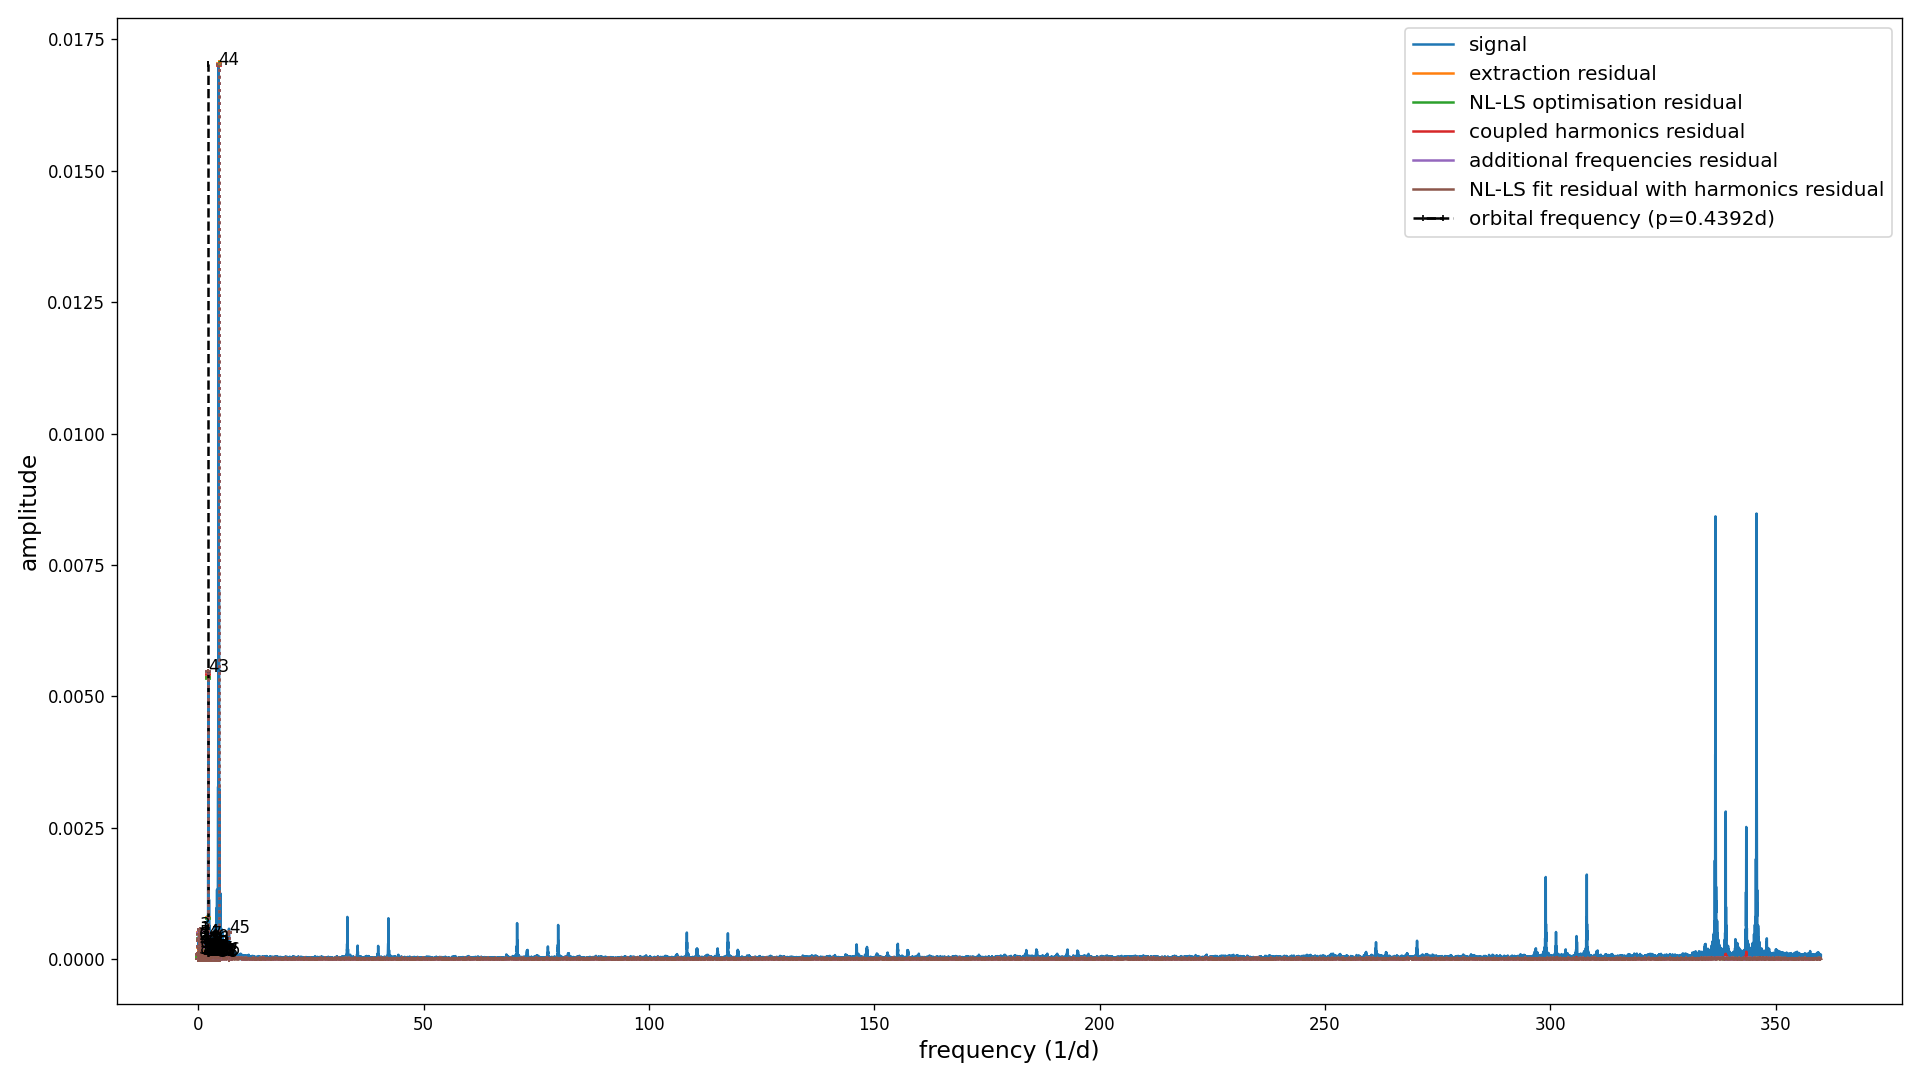 0.0175
0.0150
0.0125
0.0100
0.0075
0.0050
0.0025
0.0000
amplitude
44
43
45
signal
extraction residual
NL-LS optimisation residual
coupled harmonics residual
additional frequencies residual
NL-LS fit residual with harmonics residual
orbital frequency (p=0.4392d)
0 50 100 150 200 250 300 350
frequency (1/d)